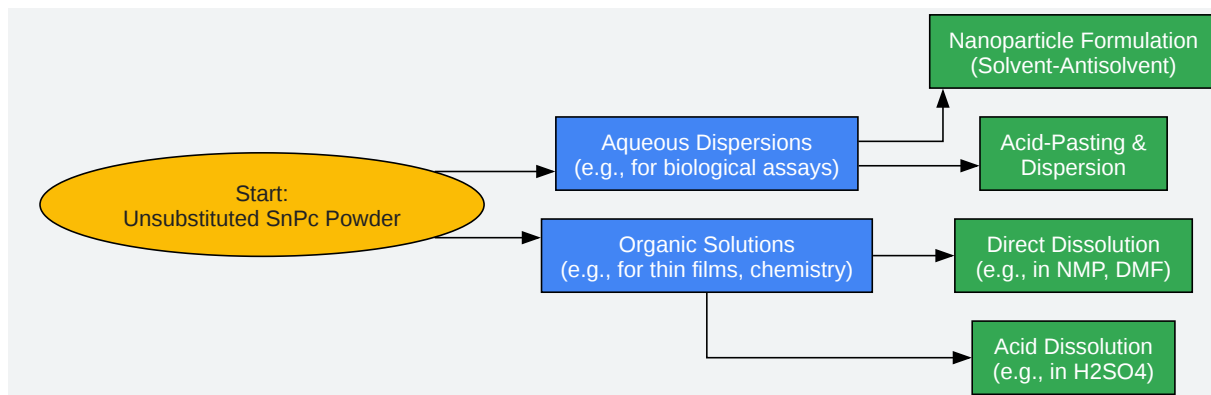 Nanoparticle Formulation
(Solvent-Antisolvent)
Aqueous Dispersions
(e.g., for biological assays)
Acid-Pasting &
Dispersion
Start:
Unsubstituted SnPc Powder
Organic Solutions
(e.g., for thin films, chemistry)
Direct Dissolution
(e.g., in NMP, DMF)
Acid Dissolution
(e.g., in H2SO4)